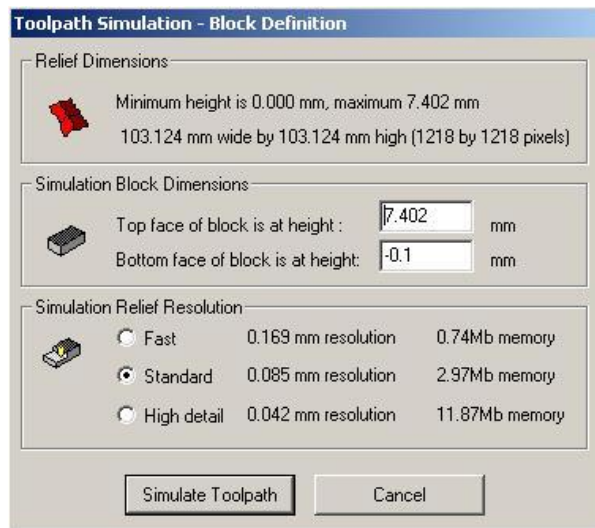 Toolpath Simulation - Block Definition
Relief Dimensions
Minimum height is 0.000 mm, maximum 7.402 mm
103.124 mm wide by 103.124 mm high (1218 by 1218 pixels)
Simulation Block Dimensions
Top face of block is at height : 7.402 mm
Bottom face of block is at height: -0.1 mm
Simulation Relief Resolution
Fast 0.169 mm resolution 0.74Mb memory
Standard 0.085 mm resolution 2.97Mb memory
High detail 0.042 mm resolution 11.87Mb memory
Simulate Toolpath Cancel